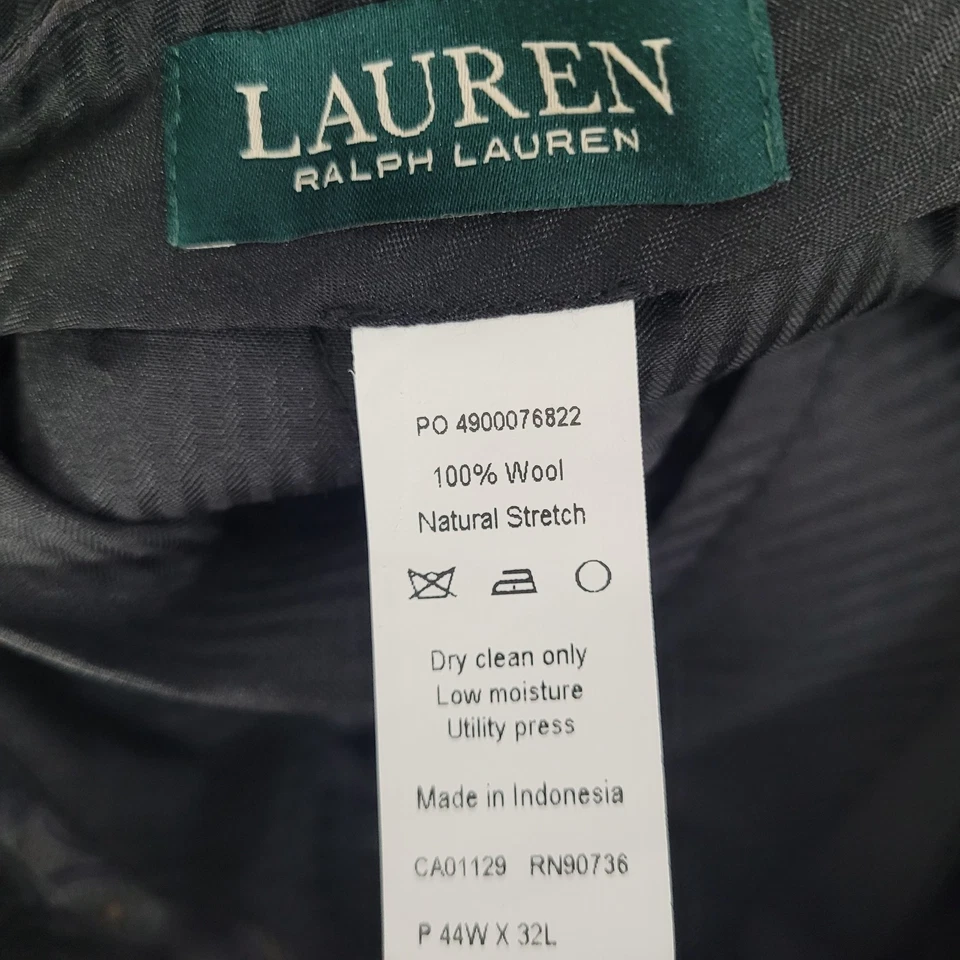 LAUREN
RALPH LAUREN
PO 4900076822
100% Wool
Natural Stretch
Dry clean only
Low moisture
Utility press
Made in Indonesia
CA01129 RN90736
P 44W X 32L